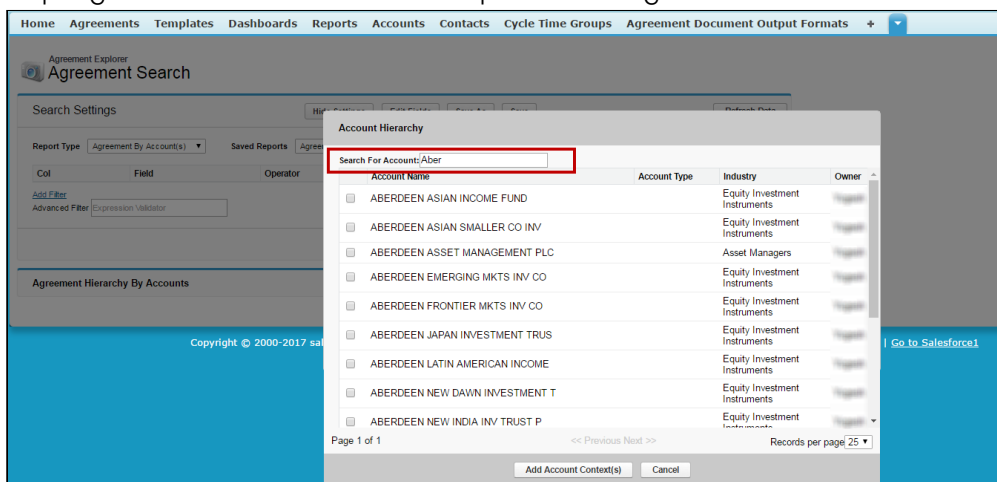 Home Agreements Templates Dashboards Reports Accounts Contacts Cycle Time Groups Agreement Document Output Formats +
Agreement Explorer
Agreement Search
Search Settings
Report Type Agreement By Account(s) Saved Reports
Col Field Operator
Add Filter
Advanced Filter Expression Validator
Agreement Hierarchy By Accounts
Account Hierarchy
Search For Account: Aber
Account Name Account Type Industry Owner
ABERDEEN ASIAN INCOME FUND Equity Investment Instruments
ABERDEEN ASIAN SMALLER CO INV Equity Investment Instruments
ABERDEEN ASSET MANAGEMENT PLC Asset Managers
ABERDEEN EMERGING MKTS INV CO Equity Investment Instruments
ABERDEEN FRONTIER MKTS INV CO Equity Investment Instruments
ABERDEEN JAPAN INVESTMENT TRUS Equity Investment Instruments
ABERDEEN LATIN AMERICAN INCOME Equity Investment Instruments
ABERDEEN NEW DAWN INVESTMENT T Equity Investment Instruments
ABERDEEN NEW INDIA INV TRUST P Equity Investment
Page 1 of 1 << Previous Next >> Records per page 25
Add Account Context(s) Cancel
Copyright © 2000-2017 | Go to Salesforce1